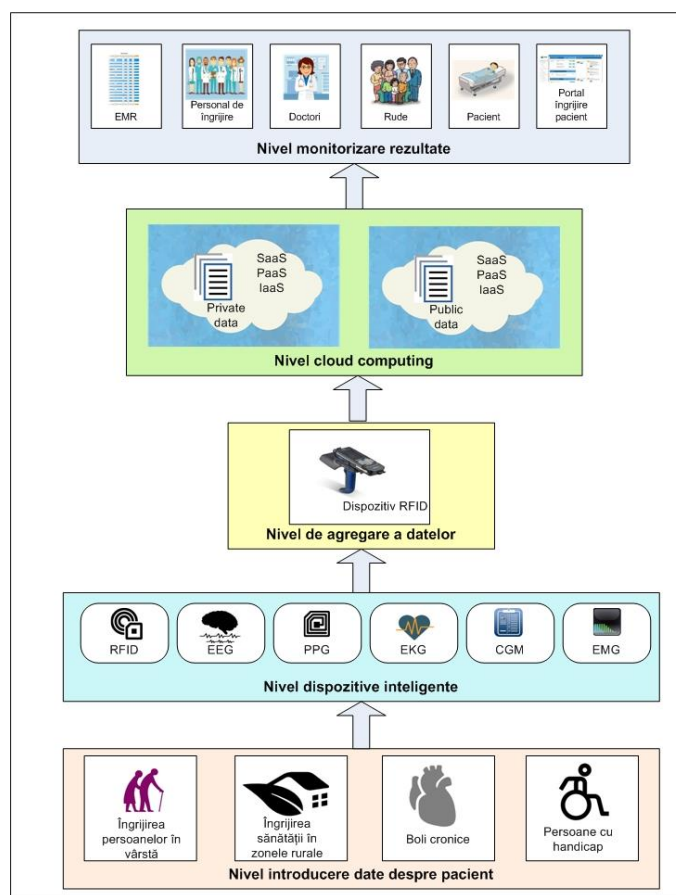 EMR
Personal de
îngrijire
Doctori
Rude
Pacient
Portal
îngrijire
pacient
Nivel monitorizare rezultate
SaaS
PaaS
IaaS
Private
data
SaaS
PaaS
IaaS
Public
data
Nivel cloud computing
Dispozitiv RFID
Nivel de agregare a datelor
RFID
EEG
PPG
EKG
CGM
EMG
Nivel dispozitive inteligente
Îngrijirea
persoanelor în
vârstă
Îngrijirea
sănătății în
zonele rurale
Boli cronice
Persoane cu
handicap
Nivel introducere date despre pacient